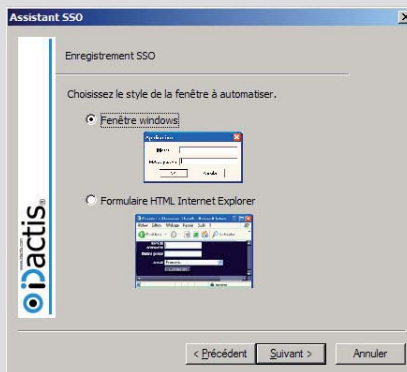 Assistant SSO
Enregistrement SSO
Choisissez le style de la fenêtre à automatiser.
Fenêtre windows
Application
Formulaire HTML Internet Explorer
iDactis
< Précédent
Suivant >
Annuler